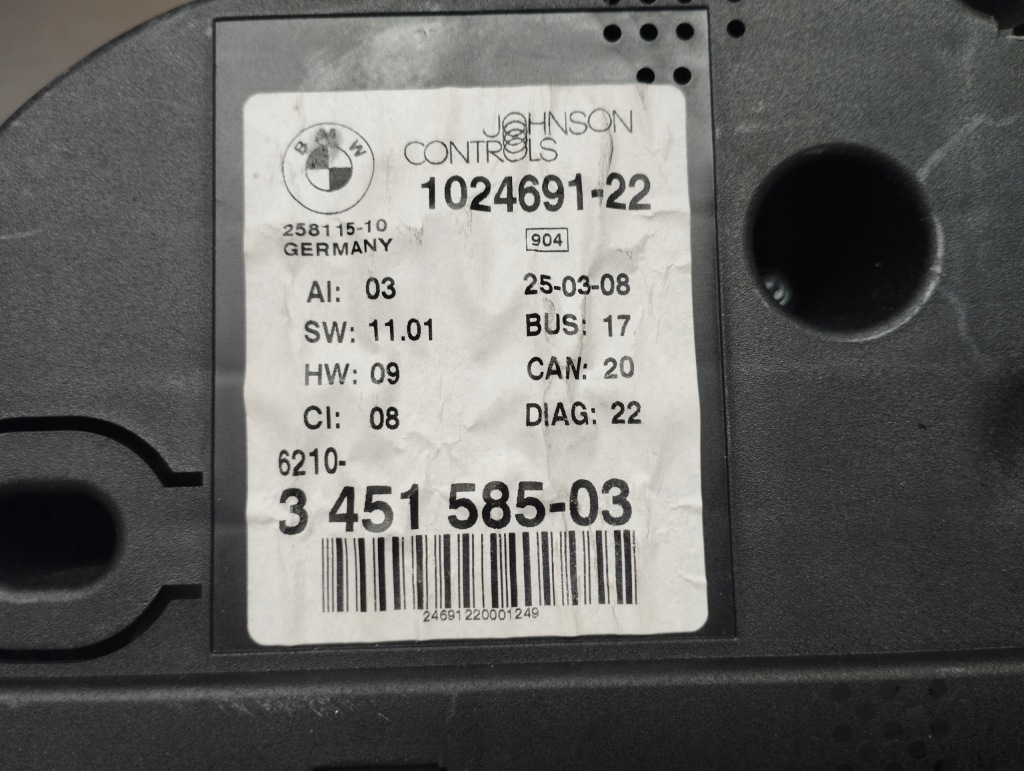 BMW
JOHNSON
CONTROLS
1024691-22
258115-10
GERMANY
904
AI: 03
25-03-08
SW: 11.01
BUS: 17
HW: 09
CAN: 20
CI: 08
DIAG: 22
6210-
3 451 585-03
24691220001249